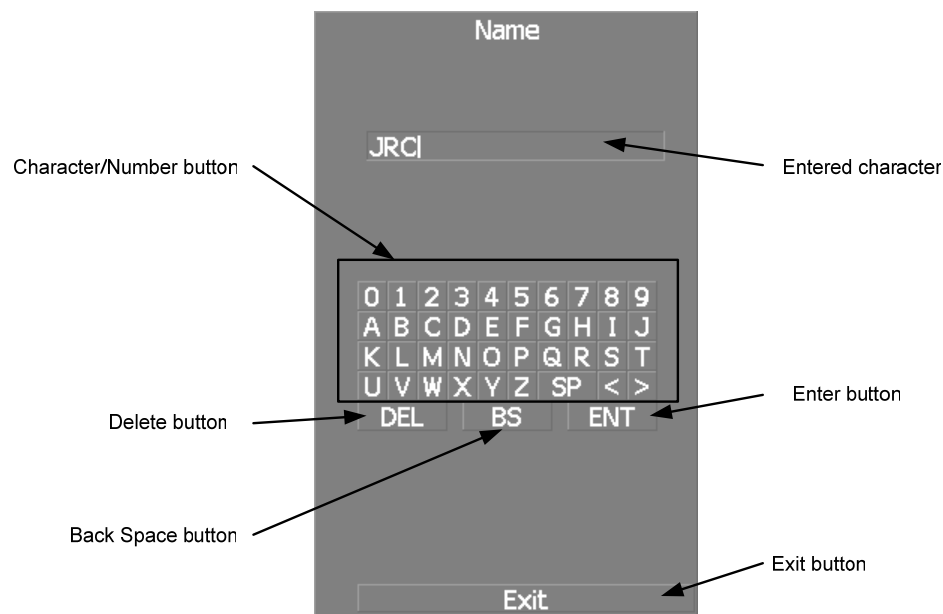 Name
JRC
Character/Number button
Entered character
0 1 2 3 4 5 6 7 8 9
A B C D E F G H I J
K L M N O P Q R S T
U V W X Y Z SP < >
Enter button
DEL BS ENT
Delete button
Back Space button
Exit button
Exit